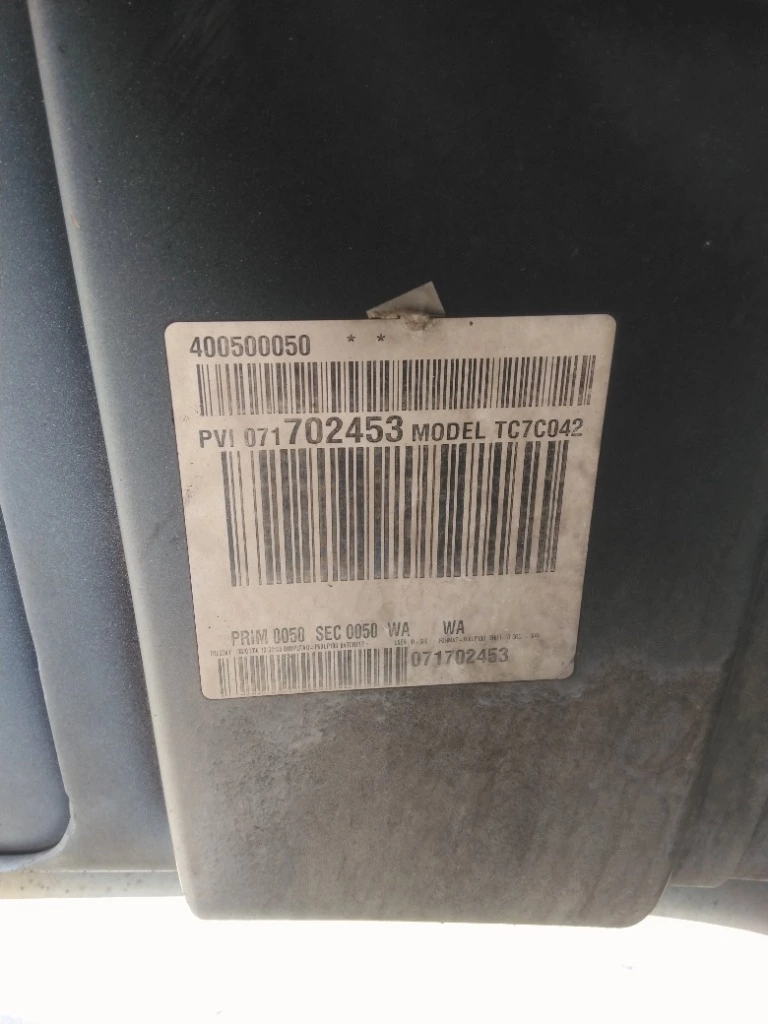 400500050 * *
PVI 071702453 MODEL TC7C042
PRIM 0050 SEC 0050 WA WA
071702453